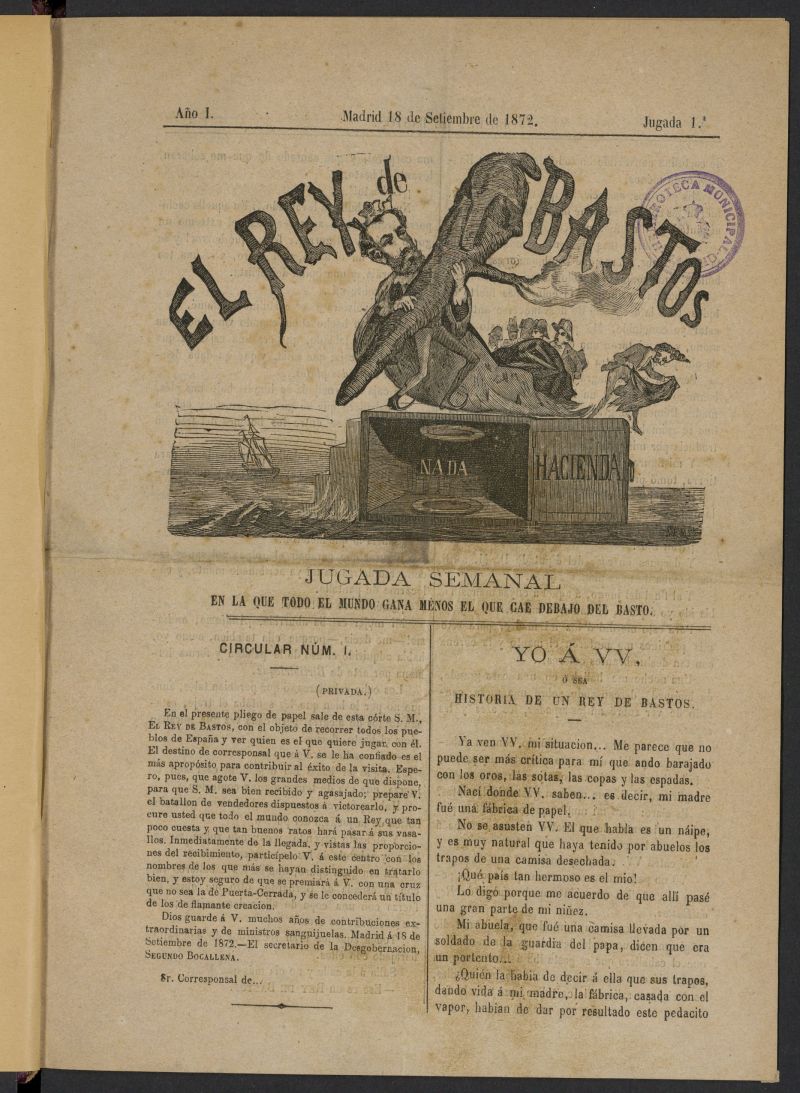 Año I.
Madrid 18 de Setiembre de 1872.
Jugada 1.ª
EL REY de BASTOS
NADA
HACIENDA
JUGADA SEMANAL
EN LA QUE TODO EL MUNDO GANA MENOS EL QUE CAE DEBAJO DEL BASTO.
CIRCULAR NÚM. I.
(PRIVADA.)
En el presente pliego de papel sale de esta córte S. M.,
EL REY DE BASTOS, con el objeto de recorrer todos los pue-
blos de España y ver quien es el que quiere jugar con él.
El destino de corresponsal que á V. se le ha confiado es el
más apropósito para contribuir al éxito de la visita. Espe-
ro, pues, que agote V. los grandes medios de que dispone,
para que S. M. sea bien recibido y agasajado; prepare V.
el batallon de vendedores dispuestos á victorearlo, y pro-
cure usted que todo el mundo conozca á un Rey que tan
poco cuesta y que tan buenos ratos hará pasar á sus vasa-
llos. Inmediatamente de la llegada, y vistas las proporcio-
nes del recibimiento, participelo V. á este centro con los
nombres de los que más se hayan distinguido en tratarlo
bien, y estoy seguro de que se premiará á V. con una cruz
que no sea la de Puerta-Cerrada, y se le concederá un título
de los de flamante creacion.
Dios guarde á V. muchos años de contribuciones ex-
traordinarias y de ministros sanguijuelas. Madrid á 18 de
Setiembre de 1872.—El secretario de la Desgobernacion,
SEGUNDO BOCALLENA.
Sr. Corresponsal de...
YO Á VV.
Ó SEA
HISTORIA DE UN REY DE BASTOS.
Ya ven VV. mi situacion... Me parece que no
puede ser más crítica para mí que ando barajado
con los oros, las sotas, las copas y las espadas.
Nací donde VV. saben... es decir, mi madre
fué una fábrica de papel.
No se asusten VV. El que habla es un náipe,
y es muy natural que haya tenido por abuelos los
trapos de una camisa desechada.
¡Qué país tan hermoso es el mio!
Lo digo porque me acuerdo de que allí pasé
una gran parte de mi niñez.
Mi abuela, que fué una camisa llevada por un
soldado de la guardia del papa, dicen que era
un portento...
¿Quién la habia de decir á ella que sus trapos,
dando vida á mi madre, la fábrica, casada con el
vapor, habian de dar por resultado este pedacito